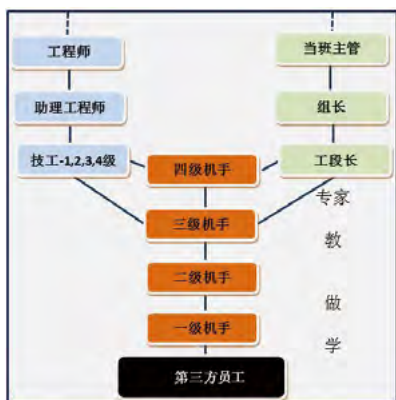 工程师 当班主管
助理工程师 组长
技工-1,2,3,4级 四级机手 工段长
专家
三级机手
教
二级机手
做
一级机手
学
第三方员工